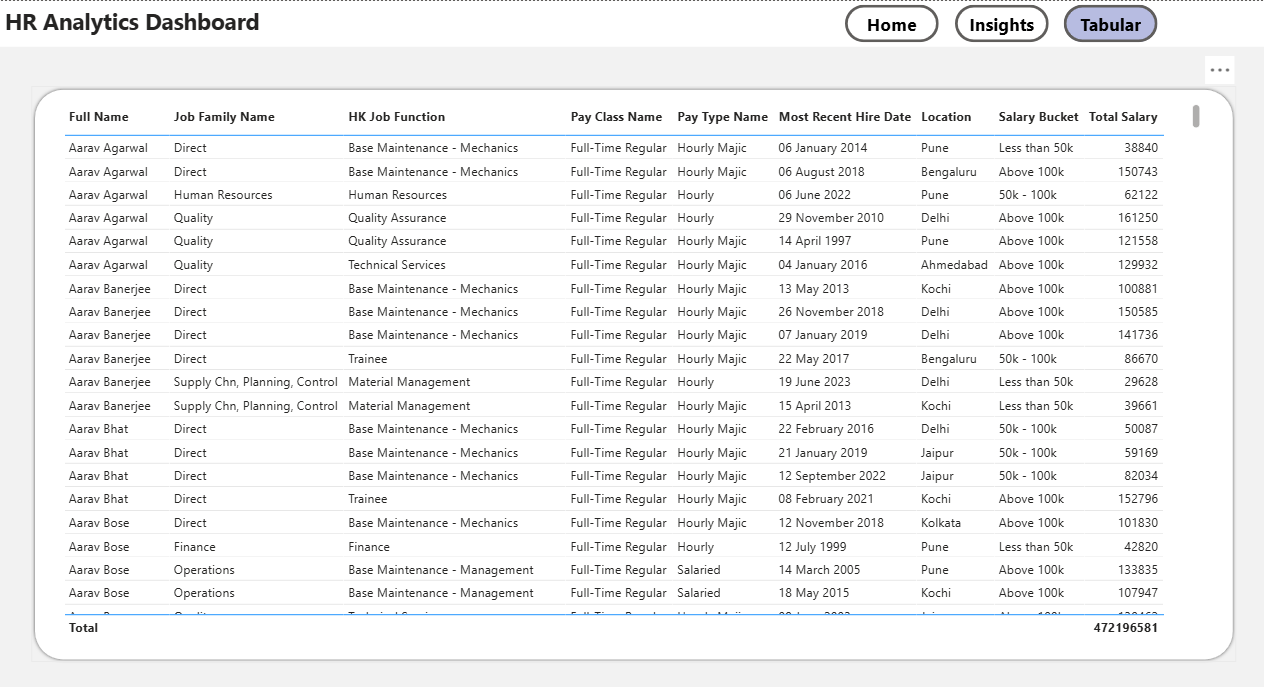 HR Analytics Dashboard Home Insights Tabular
Full Name Job Family Name HK Job Function Pay Class Name Pay Type Name Most Recent Hire Date Location Salary Bucket Total Salary
Aarav Agarwal Direct Base Maintenance - Mechanics Full-Time Regular Hourly Majic 06 January 2014 Pune Less than 50k 38840
Aarav Agarwal Direct Base Maintenance - Mechanics Full-Time Regular Hourly Majic 06 August 2018 Bengaluru Above 100k 150743
Aarav Agarwal Human Resources Human Resources Full-Time Regular Hourly 06 June 2022 Pune 50k - 100k 62122
Aarav Agarwal Quality Quality Assurance Full-Time Regular Hourly 29 November 2010 Delhi Above 100k 161250
Aarav Agarwal Quality Quality Assurance Full-Time Regular Hourly Majic 14 April 1997 Pune Above 100k 121558
Aarav Agarwal Quality Technical Services Full-Time Regular Hourly Majic 04 January 2016 Ahmedabad Above 100k 129932
Aarav Banerjee Direct Base Maintenance - Mechanics Full-Time Regular Hourly Majic 13 May 2013 Kochi Above 100k 100881
Aarav Banerjee Direct Base Maintenance - Mechanics Full-Time Regular Hourly Majic 26 November 2018 Delhi Above 100k 150585
Aarav Banerjee Direct Base Maintenance - Mechanics Full-Time Regular Hourly Majic 07 January 2019 Delhi Above 100k 141736
Aarav Banerjee Direct Trainee Full-Time Regular Hourly Majic 22 May 2017 Bengaluru 50k - 100k 86670
Aarav Banerjee Supply Chn, Planning, Control Material Management Full-Time Regular Hourly 19 June 2023 Delhi Less than 50k 29628
Aarav Banerjee Supply Chn, Planning, Control Material Management Full-Time Regular Hourly Majic 15 April 2013 Kochi Less than 50k 39661
Aarav Bhat Direct Base Maintenance - Mechanics Full-Time Regular Hourly Majic 22 February 2016 Delhi 50k - 100k 50087
Aarav Bhat Direct Base Maintenance - Mechanics Full-Time Regular Hourly Majic 21 January 2019 Jaipur 50k - 100k 59169
Aarav Bhat Direct Base Maintenance - Mechanics Full-Time Regular Hourly Majic 12 September 2022 Jaipur 50k - 100k 82034
Aarav Bhat Direct Trainee Full-Time Regular Hourly Majic 08 February 2021 Kochi Above 100k 152796
Aarav Bose Direct Base Maintenance - Mechanics Full-Time Regular Hourly Majic 12 November 2018 Kolkata Above 100k 101830
Aarav Bose Finance Finance Full-Time Regular Hourly 12 July 1999 Pune Less than 50k 42820
Aarav Bose Operations Base Maintenance - Management Full-Time Regular Salaried 14 March 2005 Pune Above 100k 133835
Aarav Bose Operations Base Maintenance - Management Full-Time Regular Salaried 18 May 2015 Kochi Above 100k 107947
Total 472196581